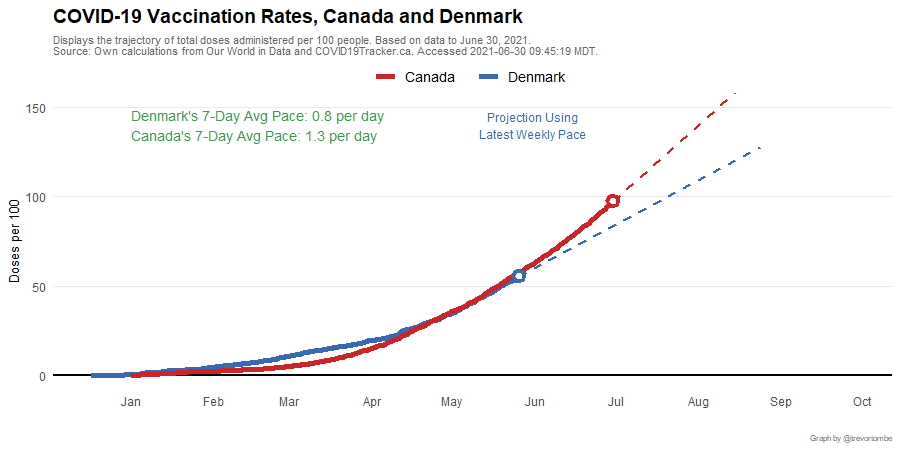 COVID-19 Vaccination Rates, Canada and Denmark
Displays the trajectory of total doses administered per 100 people. Based on data to June 30, 2021.
Source: Own calculations from Our World in Data and COVID19Tracker.ca. Accessed 2021-06-30 09:45:19 MDT.
Canada Denmark
Denmark's 7-Day Avg Pace: 0.8 per day
Canada's 7-Day Avg Pace: 1.3 per day
Projection Using
Latest Weekly Pace
Doses per 100
150
100
50
0
Jan Feb Mar Apr May Jun Jul Aug Sep Oct
Graph by @trevortombe